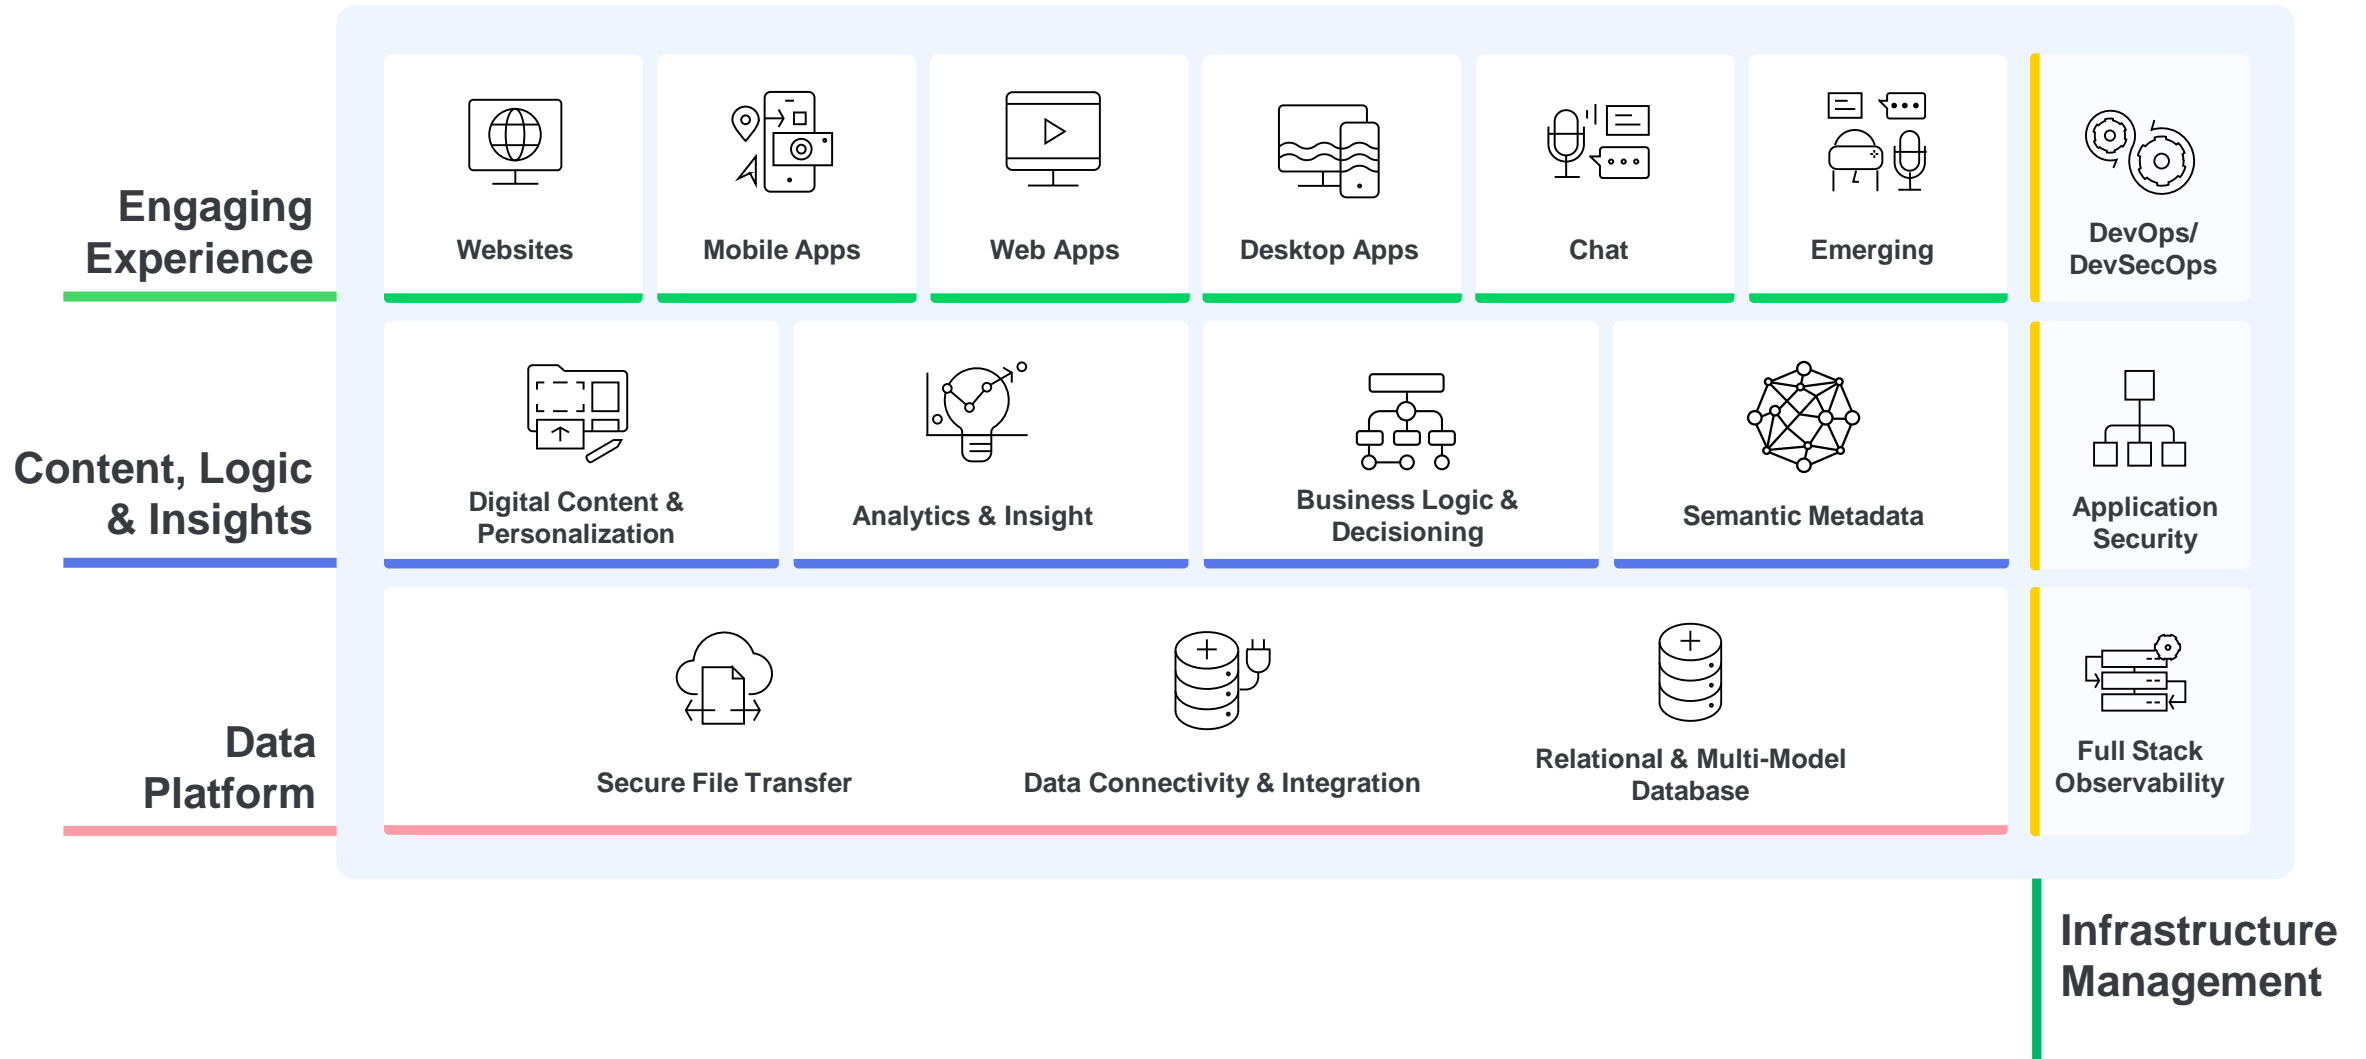 Engaging
Experience
Websites
Mobile Apps
Web Apps
Desktop Apps
Chat
Emerging
DevOps/
DevSecOps
Content, Logic
& Insights
Digital Content &
Personalization
Analytics & Insight
Business Logic &
Decisioning
Semantic Metadata
Application
Security
Data
Platform
Secure File Transfer
Data Connectivity & Integration
Relational & Multi-Model
Database
Full Stack
Observability
Infrastructure
Management